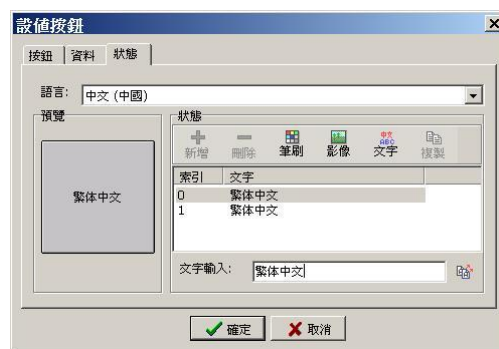 設值按鈕
按鈕 資料 狀態
語言: 中文 (中國)
預覽
繁体中文
狀態
新增 刪除 筆刷 影像 文字 複製
索引 文字
0 繁体中文
1 繁体中文
文字輸入: 繁体中文
確定 取消